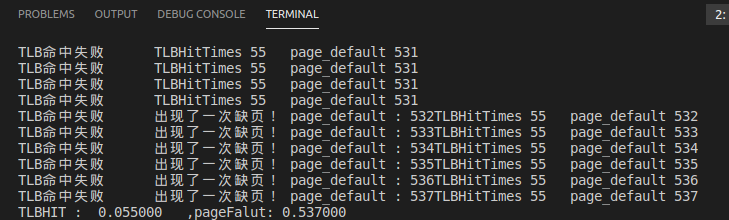 PROBLEMS OUTPUT DEBUG CONSOLE TERMINAL 2:
TLB命中失败 TLBHitTimes 55 page_default 531
TLB命中失败 TLBHitTimes 55 page_default 531
TLB命中失败 TLBHitTimes 55 page_default 531
TLB命中失败 TLBHitTimes 55 page_default 531
TLB命中失败 出现了一次缺页！ page_default : 532TLBHitTimes 55 page_default 532
TLB命中失败 出现了一次缺页！ page_default : 533TLBHitTimes 55 page_default 533
TLB命中失败 出现了一次缺页！ page_default : 534TLBHitTimes 55 page_default 534
TLB命中失败 出现了一次缺页！ page_default : 535TLBHitTimes 55 page_default 535
TLB命中失败 出现了一次缺页！ page_default : 536TLBHitTimes 55 page_default 536
TLB命中失败 出现了一次缺页！ page_default : 537TLBHitTimes 55 page_default 537
TLBHIT : 0.055000 ,pageFalut: 0.537000